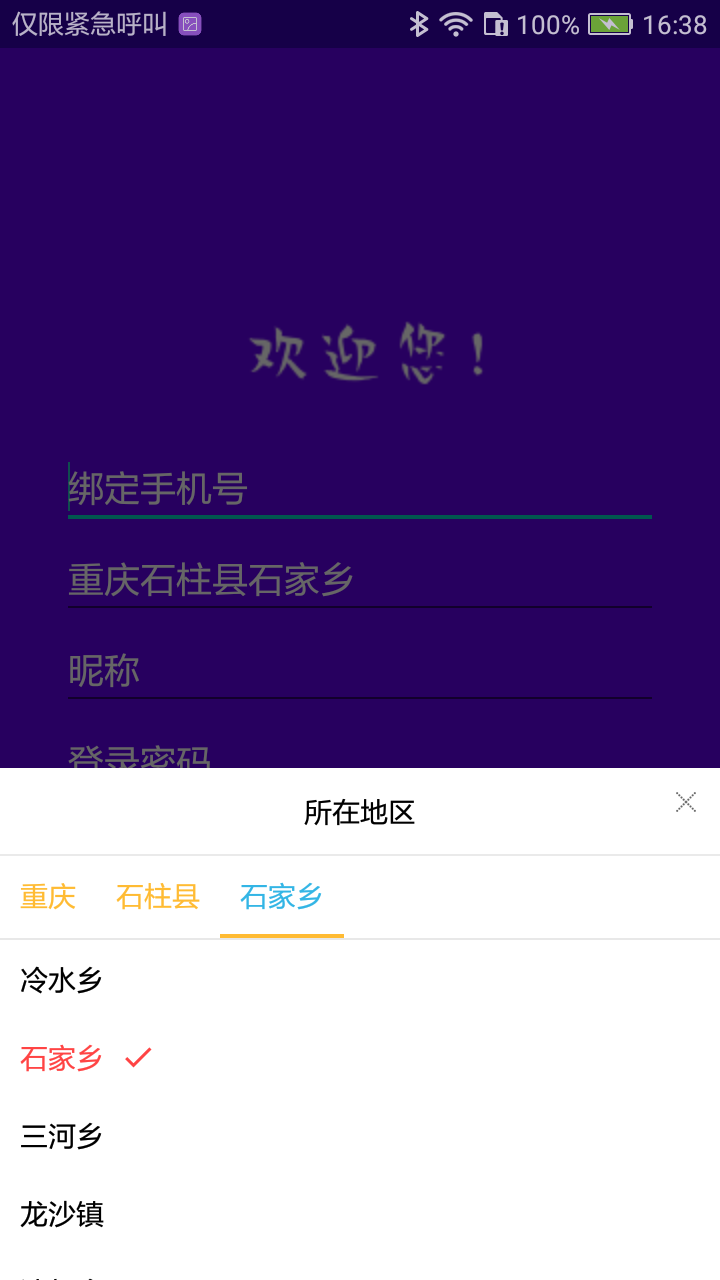 仅限紧急呼叫 100% 16:38
欢迎您!
绑定手机号
重庆石柱县石家乡
昵称
登录密码
所在地区
重庆 石柱县 石家乡
冷水乡
石家乡
三河乡
龙沙镇